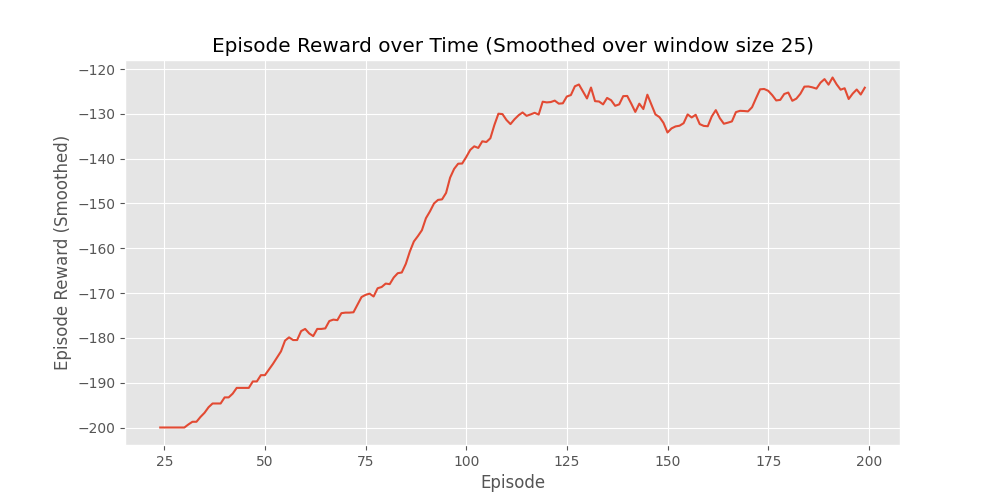 Episode Reward over Time (Smoothed over window size 25)
Episode Reward (Smoothed)
−120
−130
−140
−150
−160
−170
−180
−190
−200
25 50 75 100 125 150 175 200
Episode